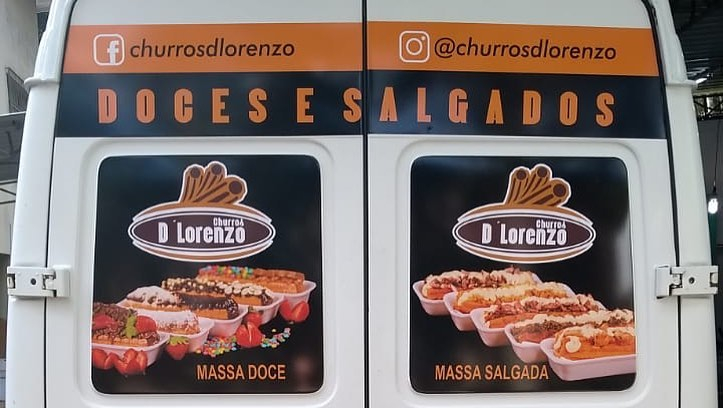 f churrosdlorenzo
@churrosdlorenzo
DOCES E SALGADOS
Churros
D'Lorenzo
MASSA DOCE
Churros
D'Lorenzo
MASSA SALGADA